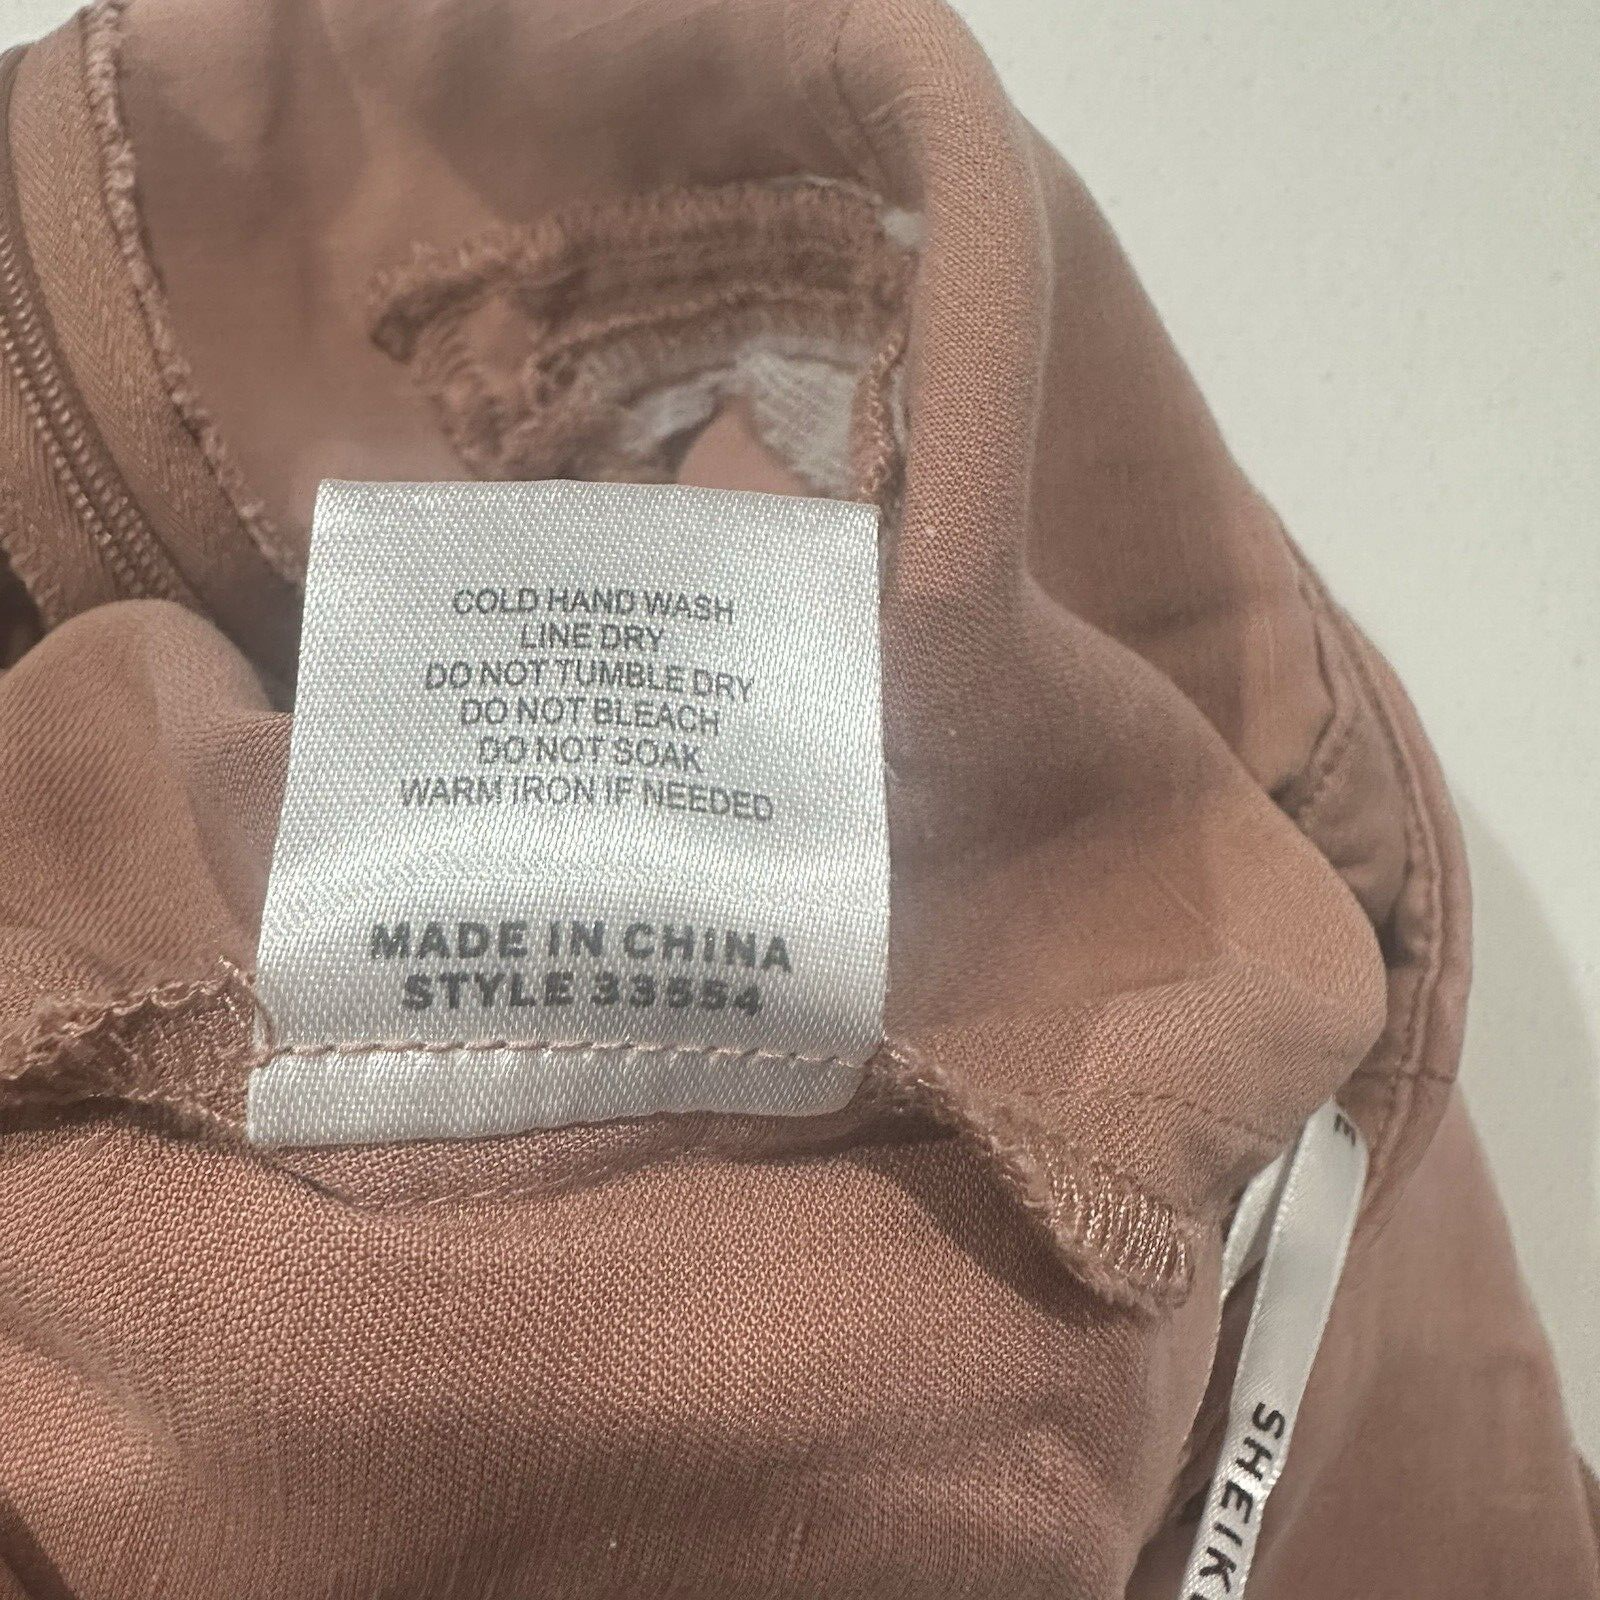 COLD HAND WASH
LINE DRY
DO NOT TUMBLE DRY
DO NOT BLEACH
DO NOT SOAK
WARM IRON IF NEEDED
MADE IN CHINA
STYLE 33554
E
SHEIK